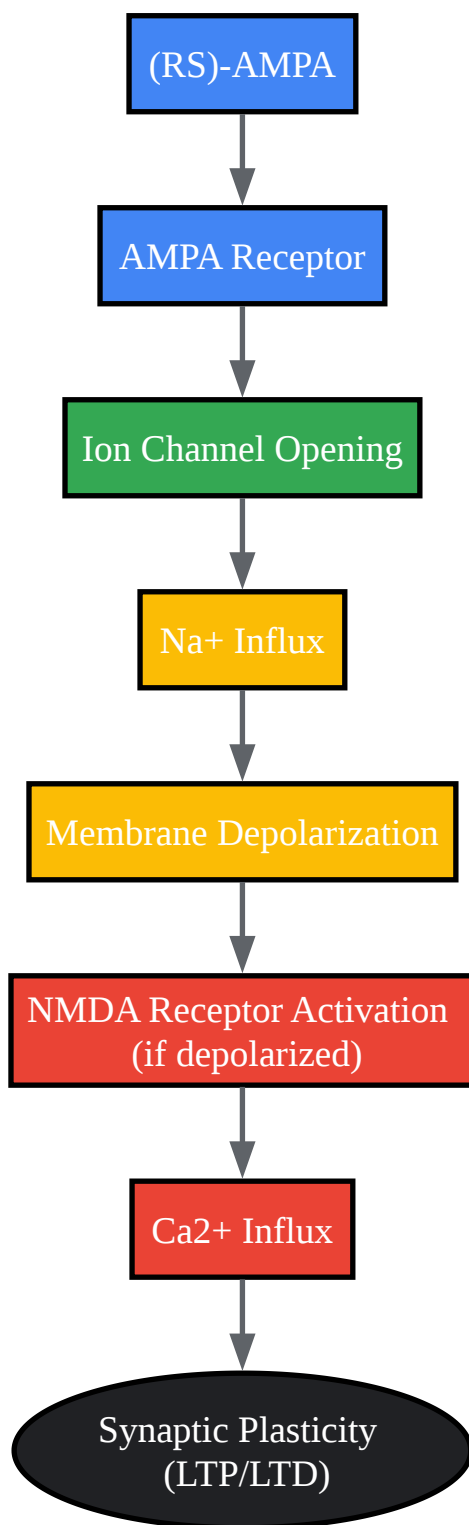 (RS)-AMPA
AMPA Receptor
Ion Channel Opening
Na+ Influx
Membrane Depolarization
NMDA Receptor Activation
(if depolarized)
Ca2+ Influx
Synaptic Plasticity
(LTP/LTD)